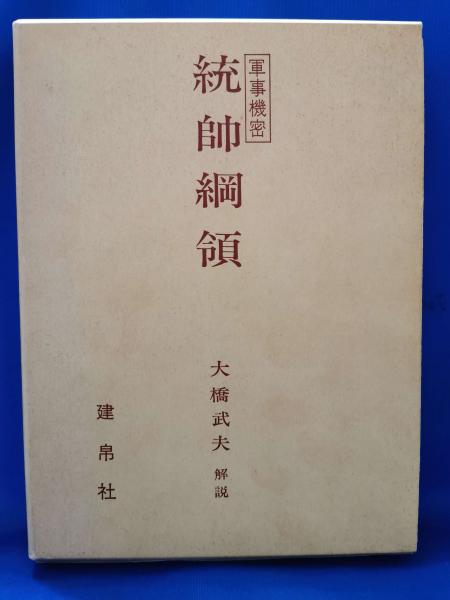 軍事機密
統帥綱領
大橋武夫 解説
建帛社